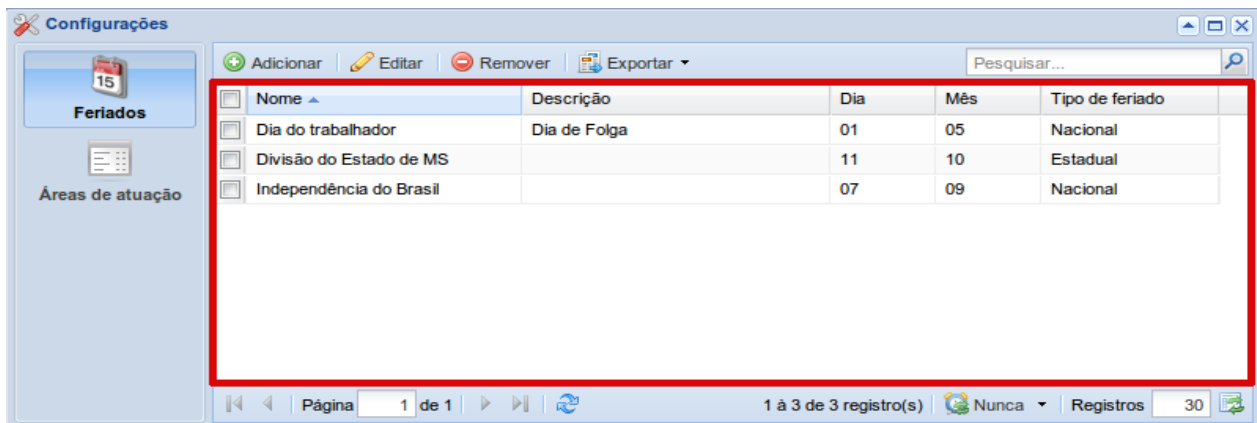 Configurações
Adicionar Editar Remover Exportar Pesquisar...
15
Feriados
Áreas de atuação
Nome Descrição Dia Mês Tipo de feriado
Dia do trabalhador Dia de Folga 01 05 Nacional
Divisão do Estado de MS 11 10 Estadual
Independência do Brasil 07 09 Nacional
Página 1 de 1 1 à 3 de 3 registro(s) Nunca Registros 30